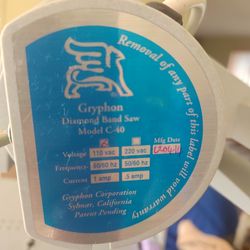 Removal of any part of this label will void warranty
Gryphon
Diamond Band Saw
Model C-40
Mfg Date
Voltage 110 vac 220 vac
Frequency 50/60 hz 50/60 hz
Current 1 amp .5 amp
Gryphon Corporation
Sylmar, California
Patent Pending